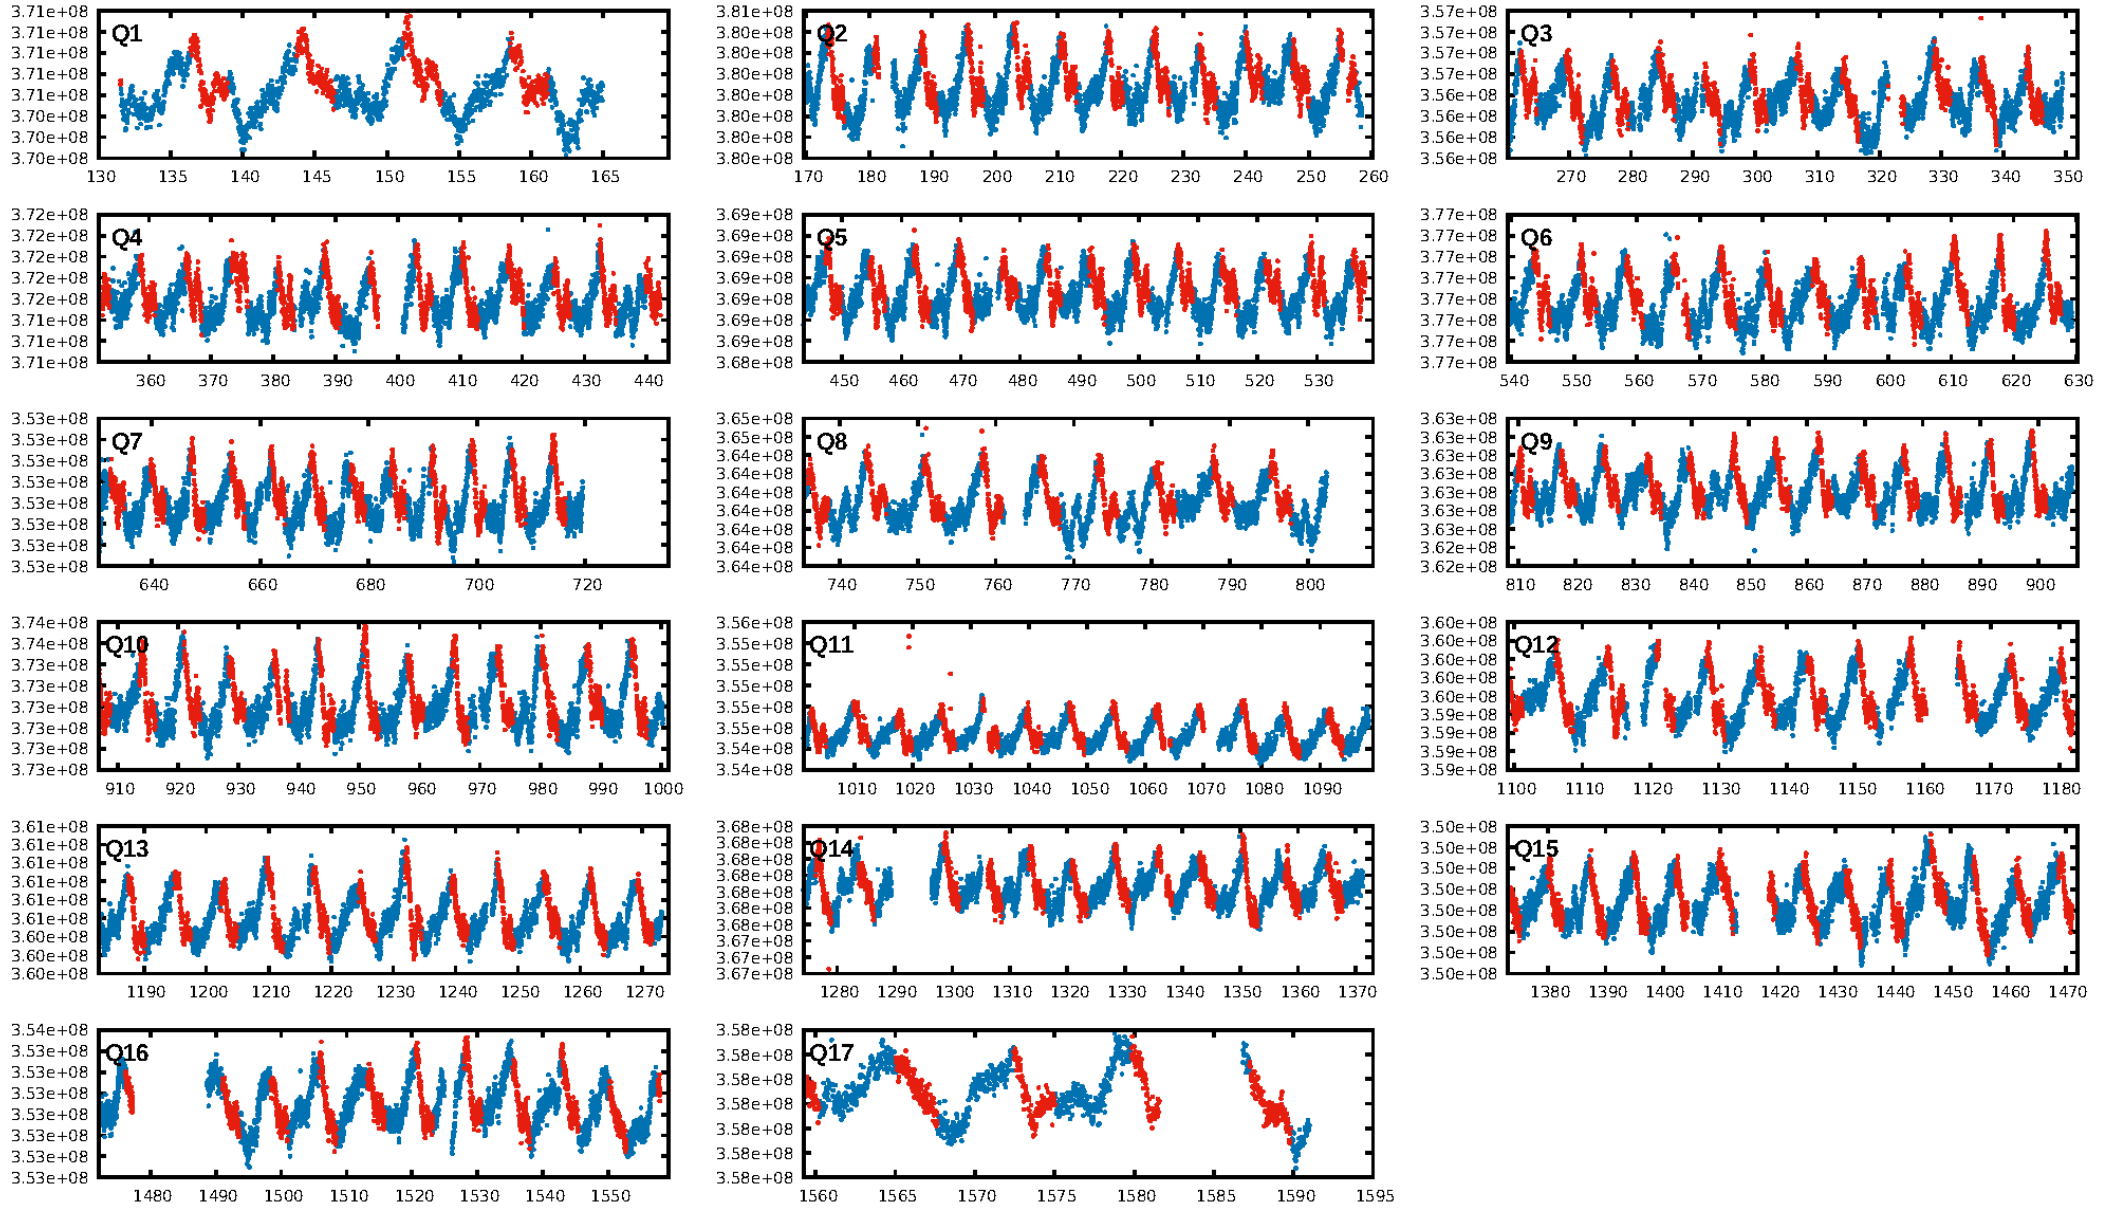 3.71e+08 3.71e+08 3.71e+08 3.71e+08 3.71e+08 3.70e+08 3.70e+08 3.70e+08
Q1
130 135 140 145 150 155 160 165
3.81e+08 3.80e+08 3.80e+08 3.80e+08 3.80e+08 3.80e+08 3.80e+08 3.80e+08
Q2
170 180 190 200 210 220 230 240 250 260
3.57e+08 3.57e+08 3.57e+08 3.57e+08 3.56e+08 3.56e+08 3.56e+08 3.56e+08
Q3
270 280 290 300 310 320 330 340 350
3.72e+08 3.72e+08 3.72e+08 3.72e+08 3.72e+08 3.71e+08 3.71e+08 3.71e+08
Q4
360 370 380 390 400 410 420 430 440
3.69e+08 3.69e+08 3.69e+08 3.69e+08 3.69e+08 3.69e+08 3.69e+08 3.68e+08
Q5
450 460 470 480 490 500 510 520 530
3.77e+08 3.77e+08 3.77e+08 3.77e+08 3.77e+08 3.77e+08 3.77e+08 3.77e+08
Q6
540 550 560 570 580 590 600 610 620 630
3.53e+08 3.53e+08 3.53e+08 3.53e+08 3.53e+08 3.53e+08 3.53e+08 3.53e+08
Q7
640 660 680 700 720
3.65e+08 3.65e+08 3.64e+08 3.64e+08 3.64e+08 3.64e+08 3.64e+08 3.64e+08 3.64e+08
Q8
740 750 760 770 780 790 800
3.63e+08 3.63e+08 3.63e+08 3.63e+08 3.63e+08 3.63e+08 3.62e+08 3.62e+08
Q9
810 820 830 840 850 860 870 880 890 900
3.74e+08 3.74e+08 3.73e+08 3.73e+08 3.73e+08 3.73e+08 3.73e+08 3.73e+08
Q10
910 920 930 940 950 960 970 980 990 1000
3.56e+08 3.55e+08 3.55e+08 3.55e+08 3.55e+08 3.55e+08 3.54e+08 3.54e+08
Q11
1010 1020 1030 1040 1050 1060 1070 1080 1090
3.60e+08 3.60e+08 3.60e+08 3.60e+08 3.60e+08 3.59e+08 3.59e+08 3.59e+08 3.59e+08
Q12
1100 1110 1120 1130 1140 1150 1160 1170 1180
3.61e+08 3.61e+08 3.61e+08 3.61e+08 3.61e+08 3.61e+08 3.60e+08 3.60e+08 3.60e+08
Q13
1190 1200 1210 1220 1230 1240 1250 1260 1270
3.68e+08 3.68e+08 3.68e+08 3.68e+08 3.68e+08 3.68e+08 3.68e+08 3.67e+08 3.67e+08 3.67e+08
Q14
1280 1290 1300 1310 1320 1330 1340 1350 1360 1370
3.50e+08 3.50e+08 3.50e+08 3.50e+08 3.50e+08 3.50e+08 3.50e+08 3.50e+08
Q15
1380 1390 1400 1410 1420 1430 1440 1450 1460 1470
3.54e+08 3.53e+08 3.53e+08 3.53e+08 3.53e+08 3.53e+08 3.53e+08 3.53e+08
Q16
1480 1490 1500 1510 1520 1530 1540 1550
3.58e+08 3.58e+08 3.58e+08 3.58e+08 3.58e+08 3.58e+08 3.58e+08
Q17
1560 1565 1570 1575 1580 1585 1590 1595